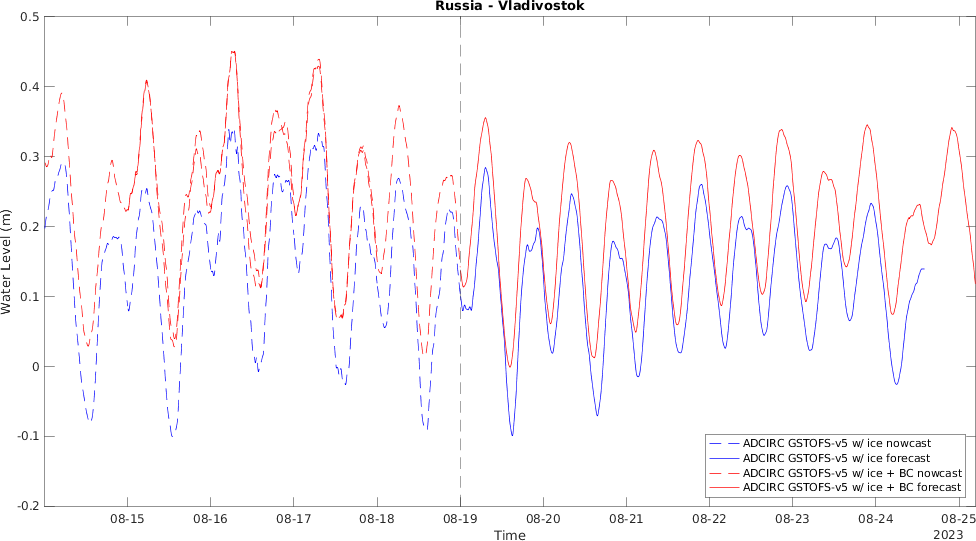 Russia - Vladivostok
0.5
0.4
0.3
0.2
0.1
0
-0.1
-0.2
Water Level (m)
ADCIRC GSTOFS-v5 w/ ice nowcast
ADCIRC GSTOFS-v5 w/ ice forecast
ADCIRC GSTOFS-v5 w/ ice + BC nowcast
ADCIRC GSTOFS-v5 w/ ice + BC forecast
08-15 08-16 08-17 08-18 08-19 08-20 08-21 08-22 08-23 08-24 08-25
Time 2023